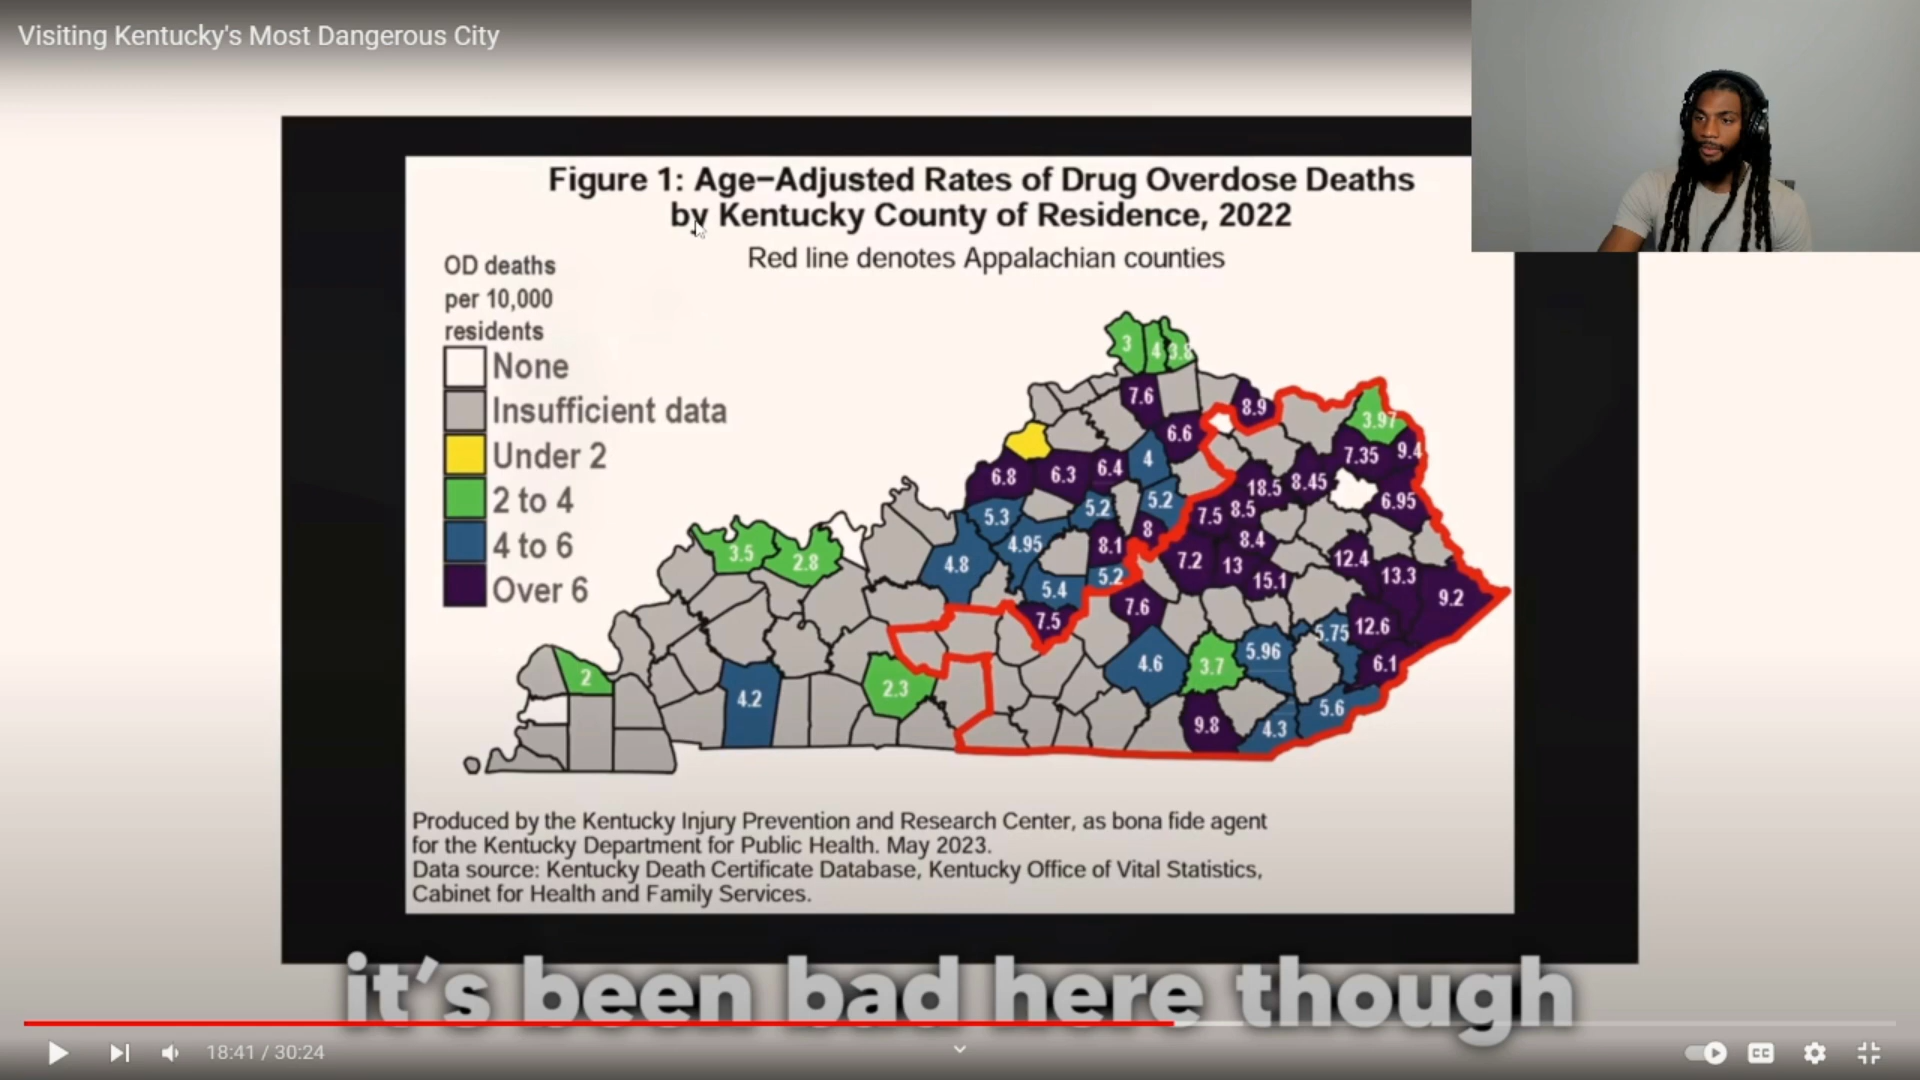 Visiting Kentucky's Most Dangerous City
Figure 1: Age-Adjusted Rates of Drug Overdose Deaths
by Kentucky County of Residence, 2022
Red line denotes Appalachian counties
OD deaths
per 10,000
residents
None
Insufficient data
Under 2
2 to 4
4 to 6
Over 6
3 4 3.8
7.6 8.9
3.97
6.6
6.8 6.3 6.4 4 7.35 9.4
18.5 8.45
5.3 5.2 5.2 7.5 8.5 6.95
4.95 8.1 8 8.4
3.5 2.8 4.8 7.2 13 12.4
5.4 5.2 15.1 13.3
7.5 7.6 9.2
5.75 12.6
4.6 3.7 5.96 6.1
2 4.2 2.3
9.8 4.3 5.6
Produced by the Kentucky Injury Prevention and Research Center, as bona fide agent
for the Kentucky Department for Public Health. May 2023.
Data source: Kentucky Death Certificate Database, Kentucky Office of Vital Statistics,
Cabinet for Health and Family Services.
it's been bad here though
18:41 / 30:24
CC